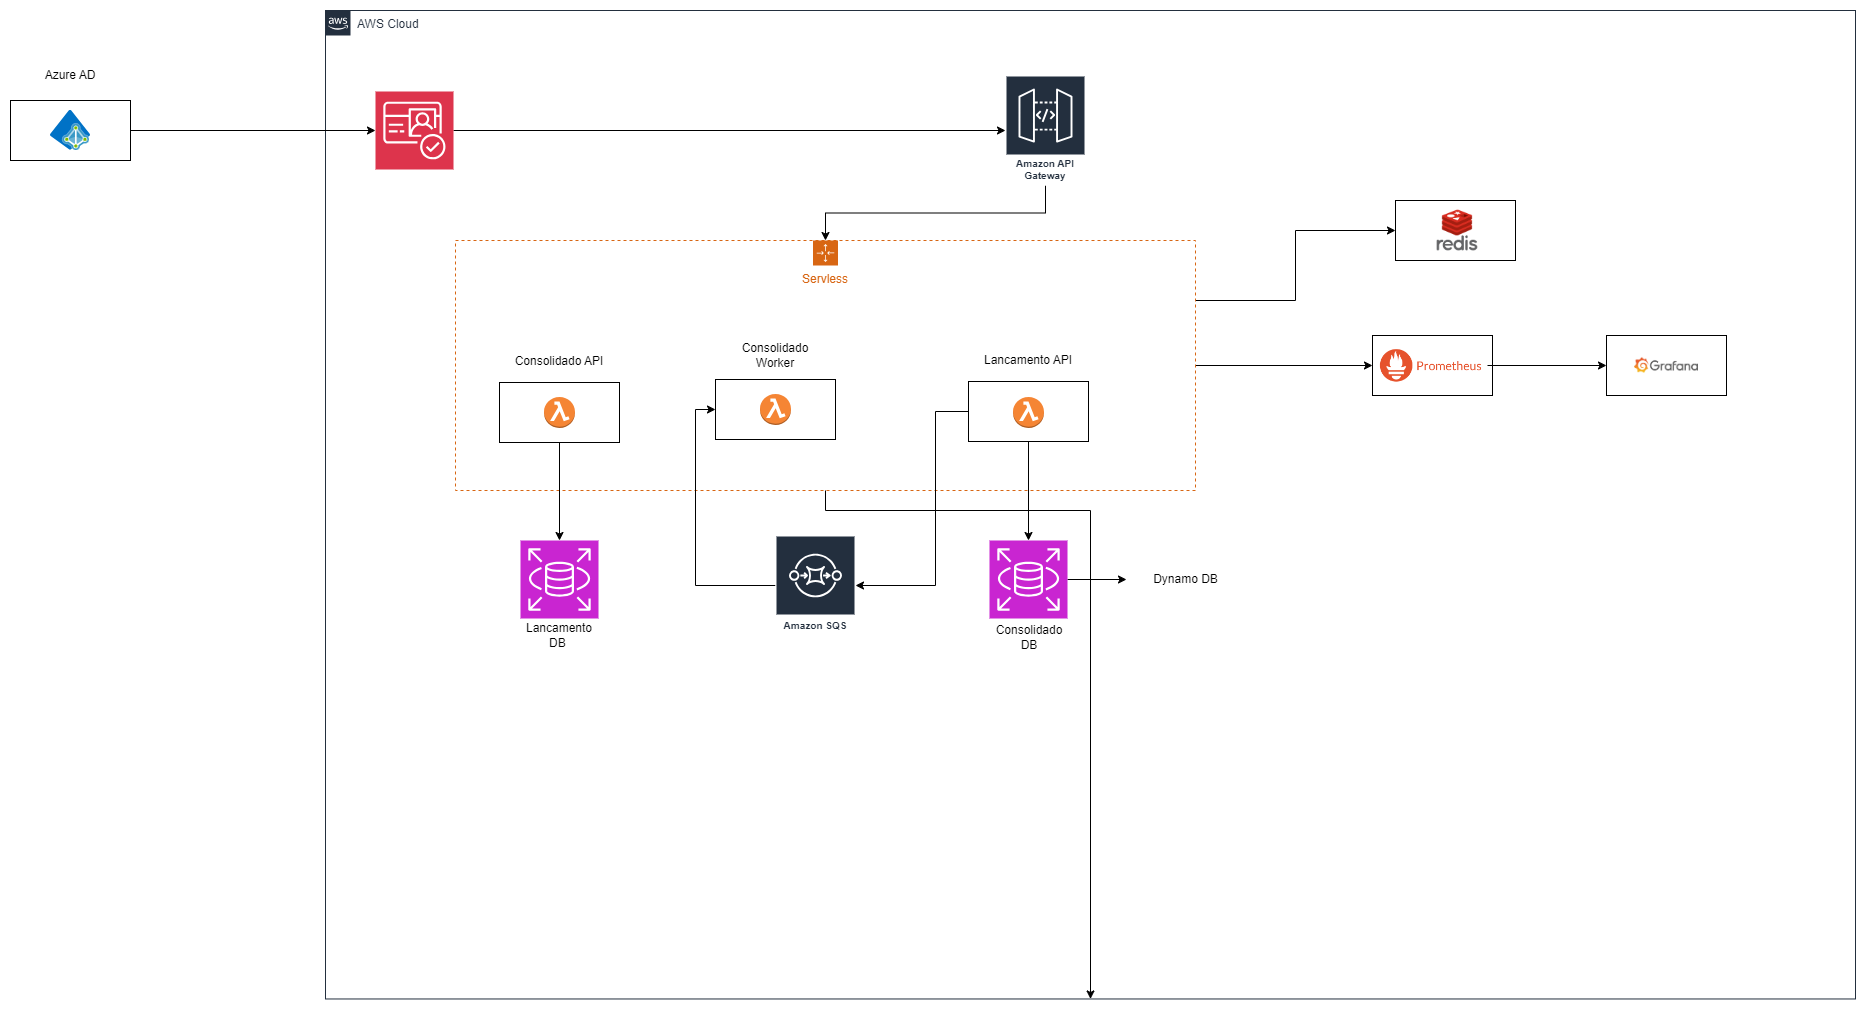 aws
AWS Cloud
Azure AD
Amazon API
Gateway
Servless
redis
Consolidado API
Consolidado
Worker
Lancamento API
Prometheus
Grafana
Lancamento
DB
Amazon SQS
Consolidado
DB
Dynamo DB